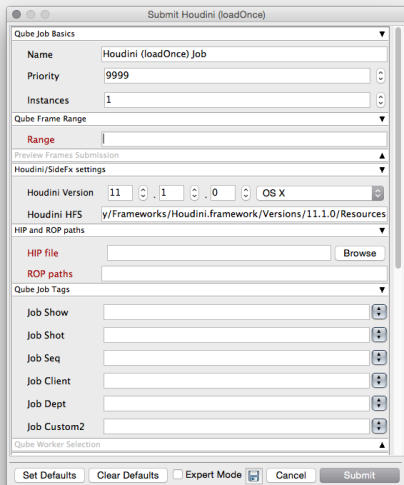 Submit Houdini (loadOnce)
Qube Job Basics
Name Houdini (loadOnce) Job
Priority 9999
Instances 1
Qube Frame Range
Range
Preview Frames Submission
Houdini/SideFx settings
Houdini Version 11 . 1 . 0 OS X
Houdini HFS y/Frameworks/Houdini.framework/Versions/11.1.0/Resources
HIP and ROP paths
HIP file Browse
ROP paths
Qube Job Tags
Job Show
Job Shot
Job Seq
Job Client
Job Dept
Job Custom2
Qube Worker Selection
Set Defaults Clear Defaults Expert Mode Cancel Submit